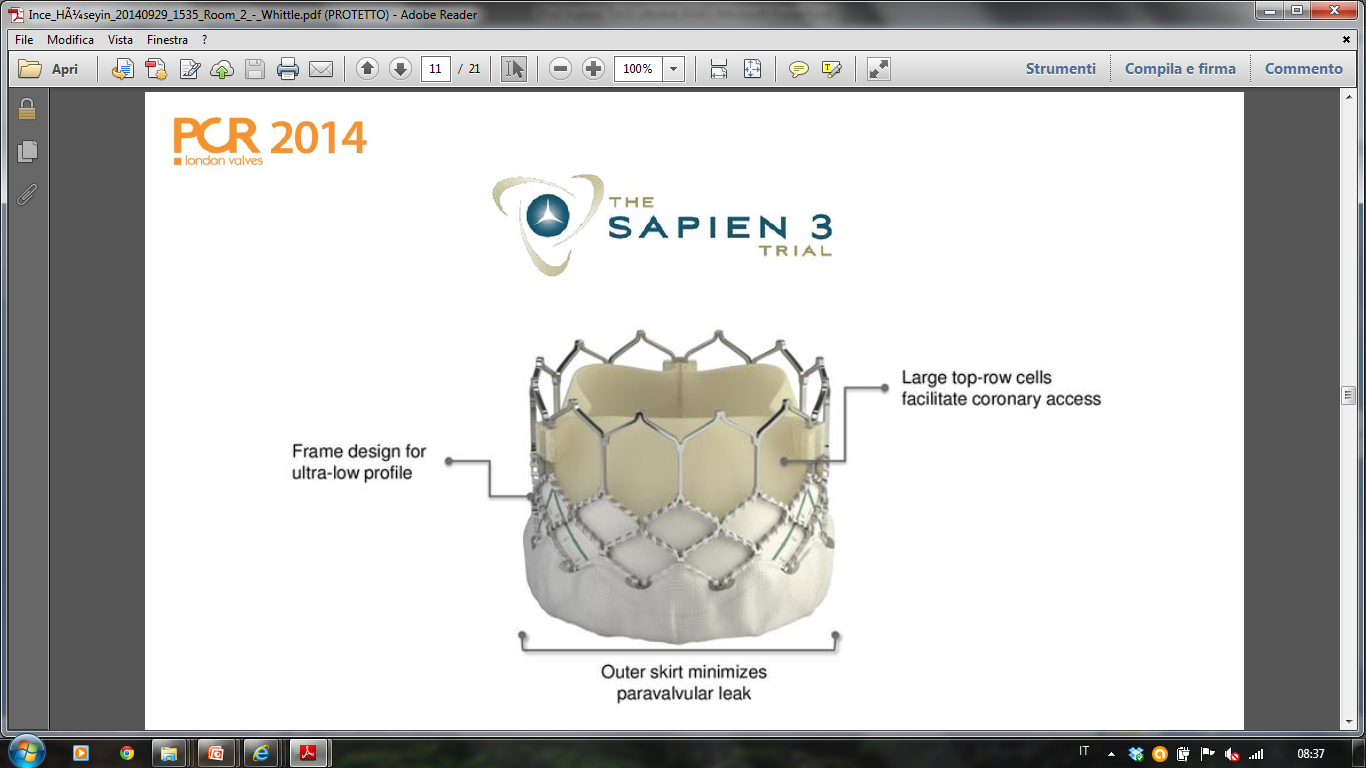 Ince_HÃ¼seyin_20140929_1535_Room_2_-_Whittle.pdf (PROTETTO) - Adobe Reader
File Modifica Vista Finestra ?
Apri
11 / 21
100%
Strumenti Compila e firma Commento
PCR 2014
london valves
THE
SAPIEN 3
TRIAL
Large top-row cells
facilitate coronary access
Frame design for
ultra-low profile
Outer skirt minimizes
paravalvular leak
IT
08:37